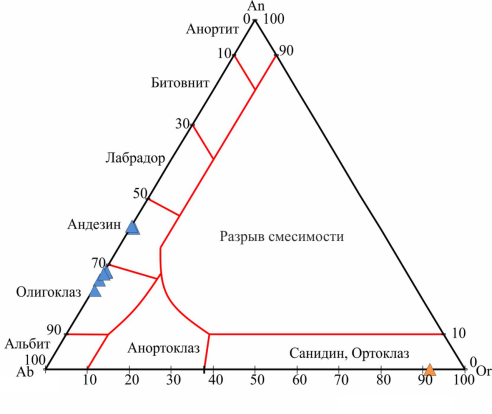 An
0 100
Анортит
10 90
Битовнит
30
Лабрадор
50
Андезин
Разрыв смесимости
70
Олигоклаз
90 10
Альбит
Анортоклаз
Санидин, Ортоклаз
100 0
Ab Or
10 20 30 40 50 60 70 80 90 100